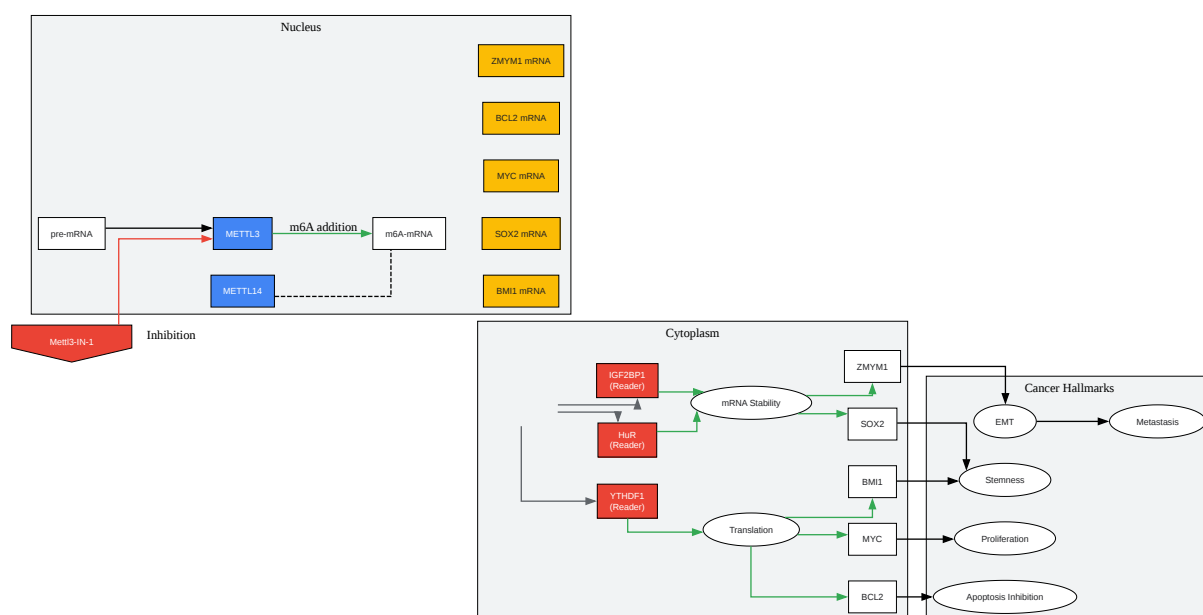 Nucleus
ZMYM1 mRNA
BCL2 mRNA
MYC mRNA
pre-mRNA
METTL3
m6A addition
m6A-mRNA
SOX2 mRNA
METTL14
BMI1 mRNA
Mettl3-IN-1
Inhibition
Cytoplasm
IGF2BP1
(Reader)
ZMYM1
Cancer Hallmarks
mRNA Stability
HuR
(Reader)
SOX2
EMT
Metastasis
YTHDF1
(Reader)
BMI1
Stemness
Translation
MYC
Proliferation
BCL2
Apoptosis Inhibition